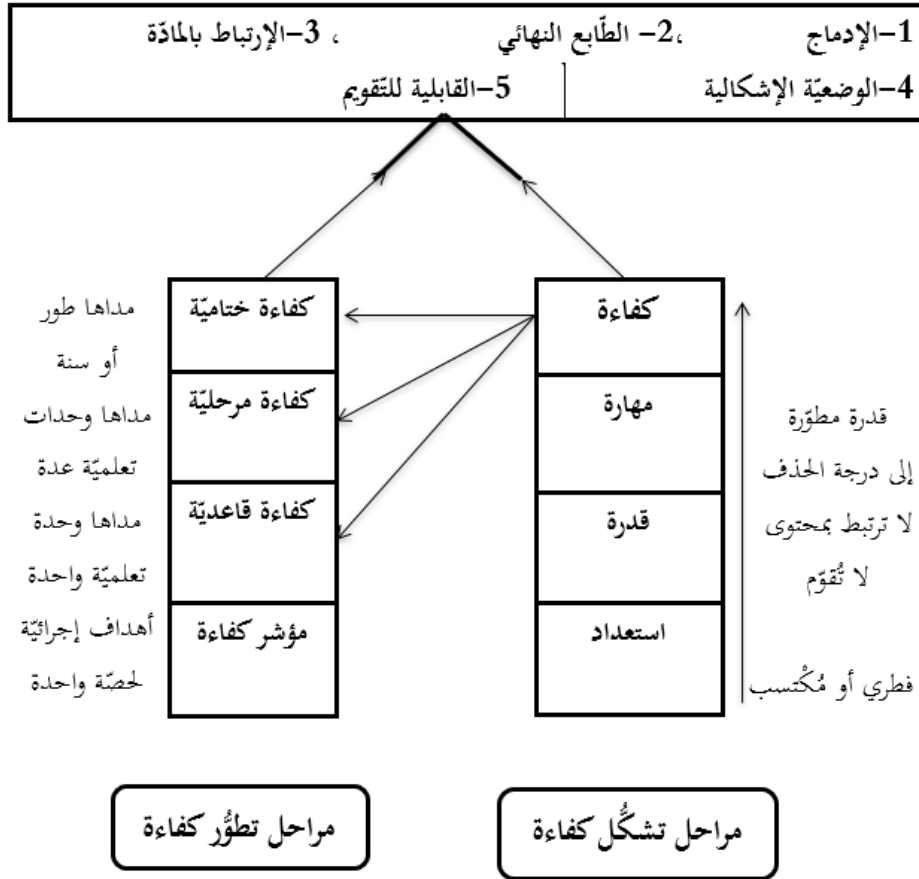 1–الإدماج ،2– الطّابع النهائي ، 3–الإرتباط بالمادّة
4–الوضعيّة الإشكالية 5–القابلية للتّقويم
كفاءة
مهارة
قدرة
استعداد
قدرة مطوّرة
إلى درجة الحذف
لا ترتبط بمحتوى
لا تُقوّم
فطري أو مُكْتسب
كفاءة ختاميّة
كفاءة مرحليّة
كفاءة قاعديّة
مؤشر كفاءة
مداها طور
أو سنة
مداها وحدات
تعلميّة عدة
مداها وحدة
تعلميّة واحدة
أهداف إجرائيّة
لحصّة واحدة
مراحل تشكُّل كفاءة
مراحل تطوُّر كفاءة